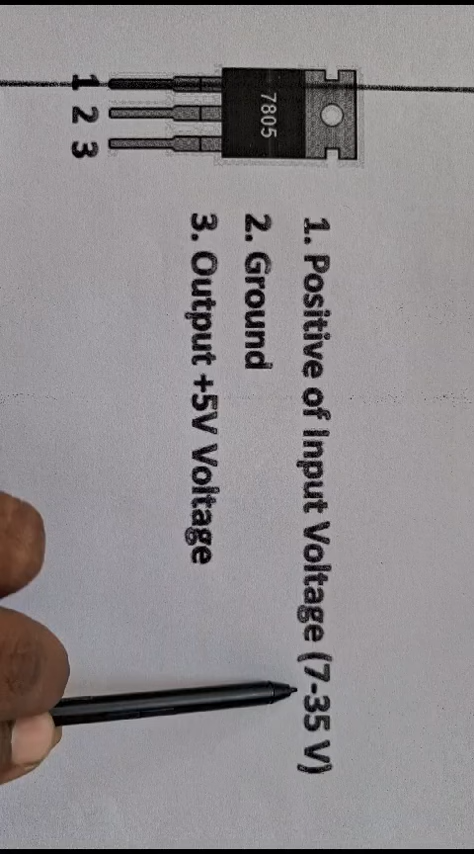 7805
1 2 3
1. Positive of Input Voltage (7-35 V)
2. Ground
3. Output +5V Voltage